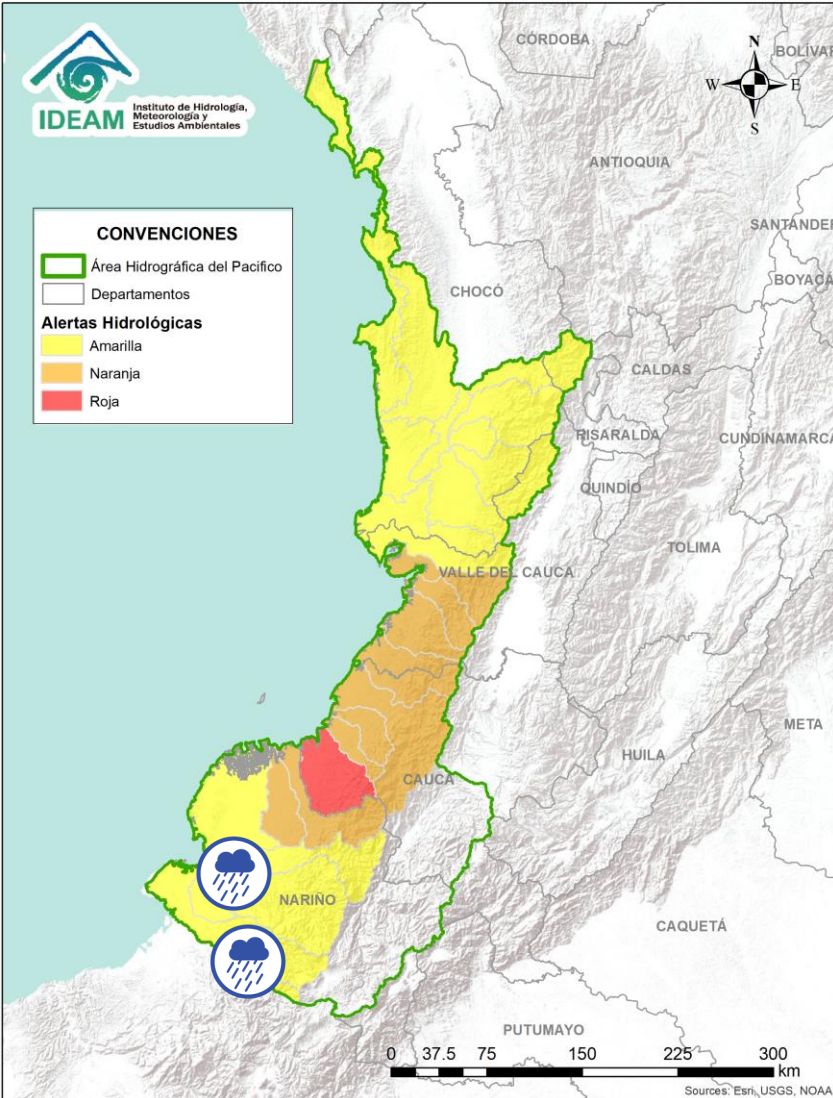 IDEAM
Instituto de Hidrología,
Meteorología y
Estudios Ambientales
N
W
E
S
CONVENCIONES
Área Hidrográfica del Pacifico
Departamentos
Alertas Hidrológicas
Amarilla
Naranja
Roja
CÓRDOBA
BOLÍVAR
ANTIOQUIA
SANTANDER
BOYACÁ
CHOCÓ
CALDAS
RISARALDA
CUNDINAMARCA
QUINDÍO
TOLIMA
VALLE DEL CAUCA
META
HUILA
CAUCA
NARIÑO
CAQUETÁ
PUTUMAYO
0 37.5 75 150 225 300
km
Sources: Esri, USGS, NOAA